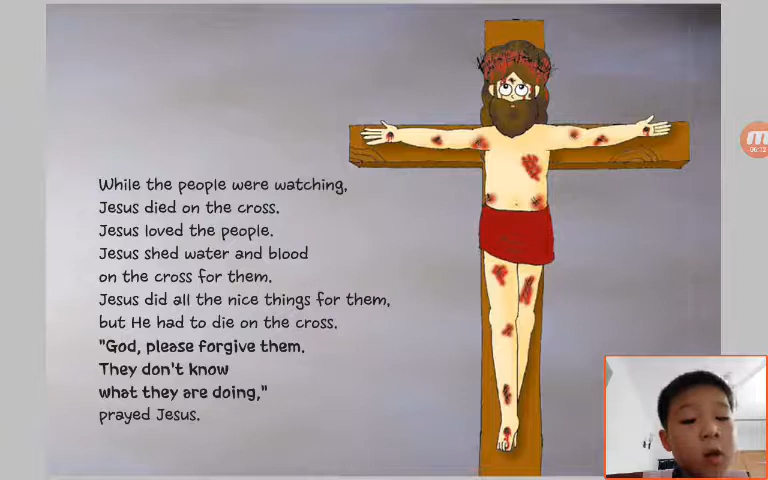 While the people were watching,
Jesus died on the cross.
Jesus loved the people.
Jesus shed water and blood
on the cross for them.
Jesus did all the nice things for them,
but He had to die on the cross.
"God, please forgive them.
They don't know
what they are doing,"
prayed Jesus.